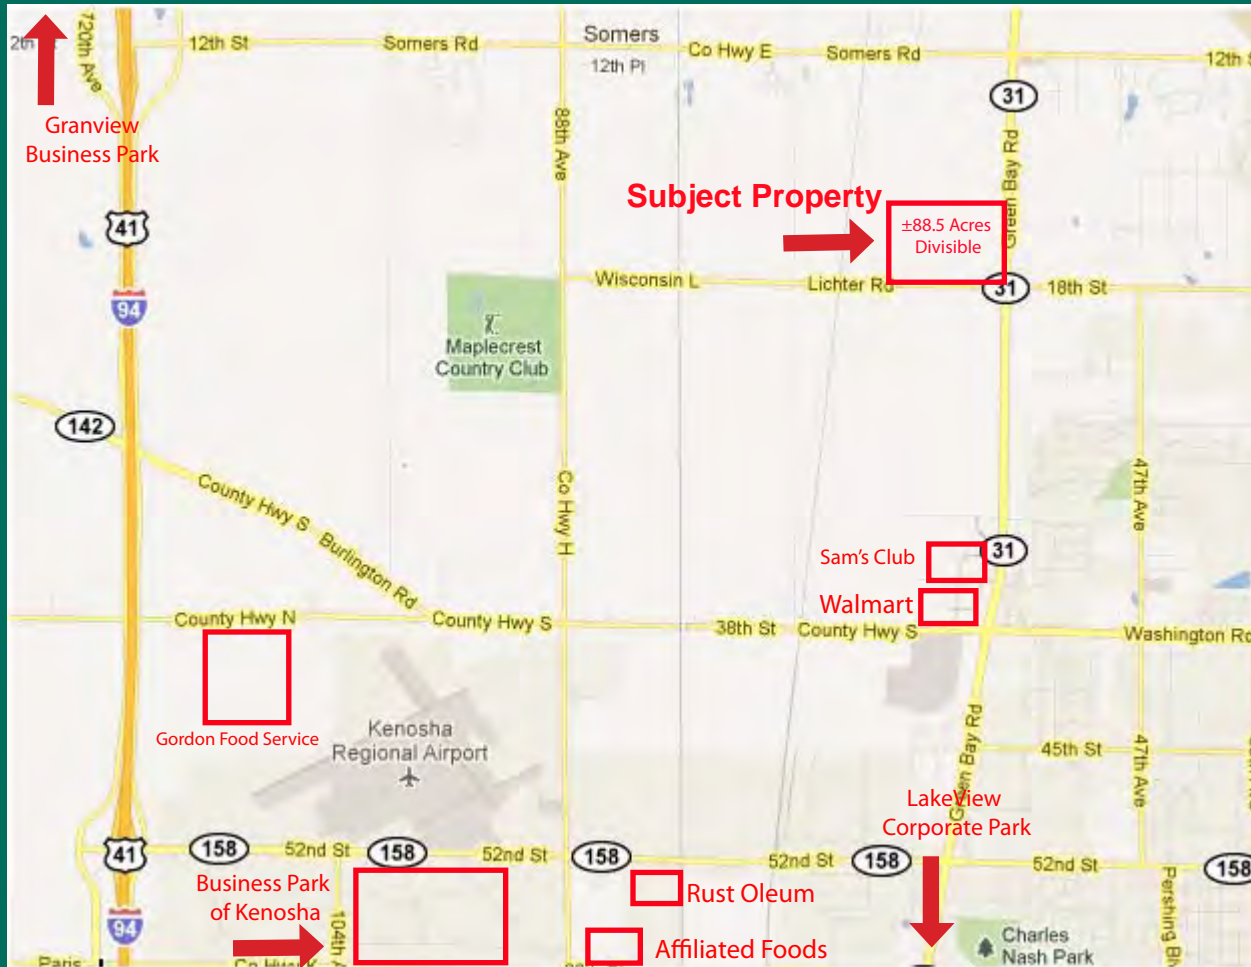 2th St
120th Ave
12th St
Somers Rd
Somers
12th Pl
Co Hwy E
Somers Rd
12th S
31
Granview
Business Park
88th Ave
Green Bay Rd
Subject Property
±88.5 Acres
Divisible
41
94
Wisconsin L
Lichter Rd
31
18th St
Maplecrest
Country Club
142
County Hwy S
Burlington Rd
Co Hwy H
47th Ave
Sam's Club
31
Walmart
County Hwy N
County Hwy S
38th St
County Hwy S
Washington Rd
Gordon Food Service
Kenosha
Regional Airport
Green Bay Rd
45th St
47th Ave
LakeView
Corporate Park
41
158
52nd St
158
52nd St
158
52nd St
158
52nd St
158
Business Park
of Kenosha
104th A
Rust Oleum
Affiliated Foods
Pershing Bl
94
Charles
Nash Park
Paris
Co Hwy K